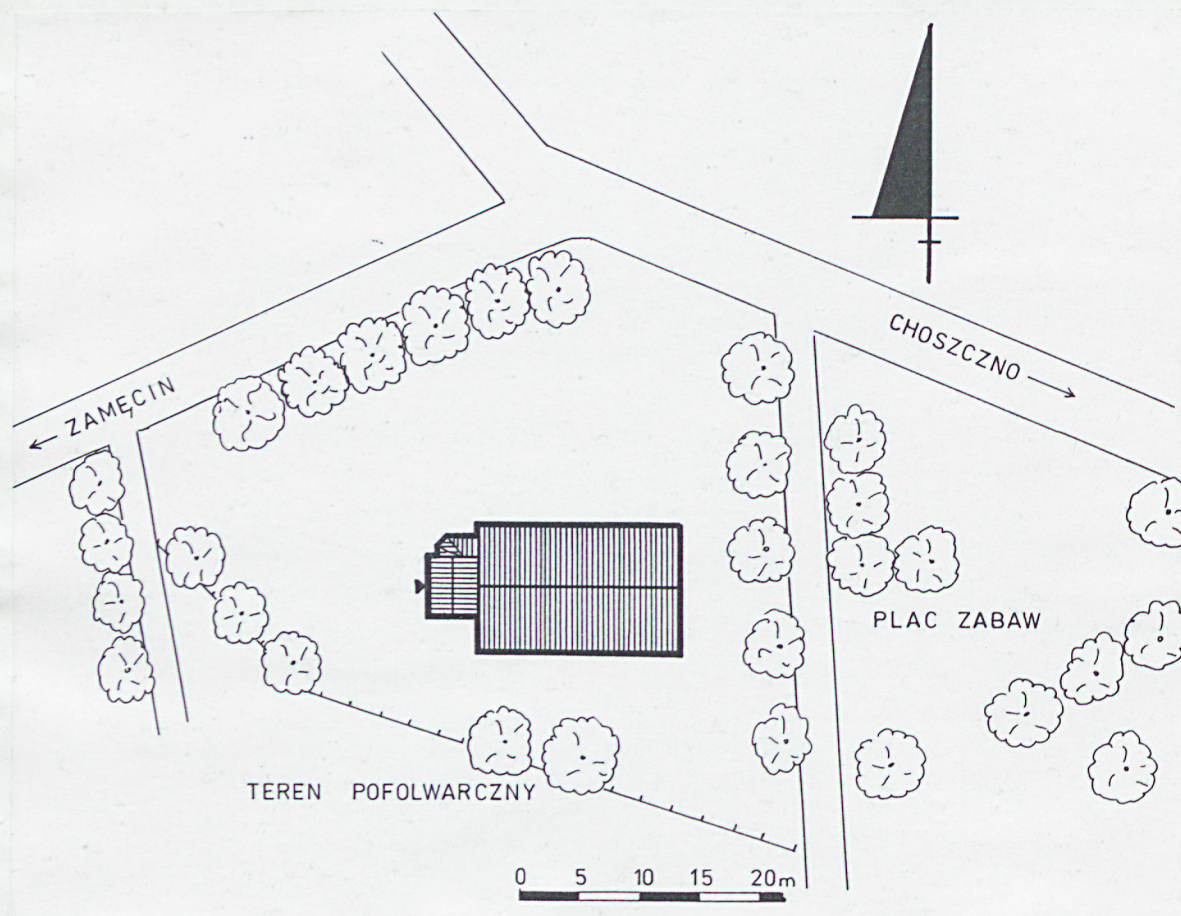 CHOSZCZNO →
← ZAMĘCIN
PLAC ZABAW
TEREN POFOLWARCZNY
0 5 10 15 20m